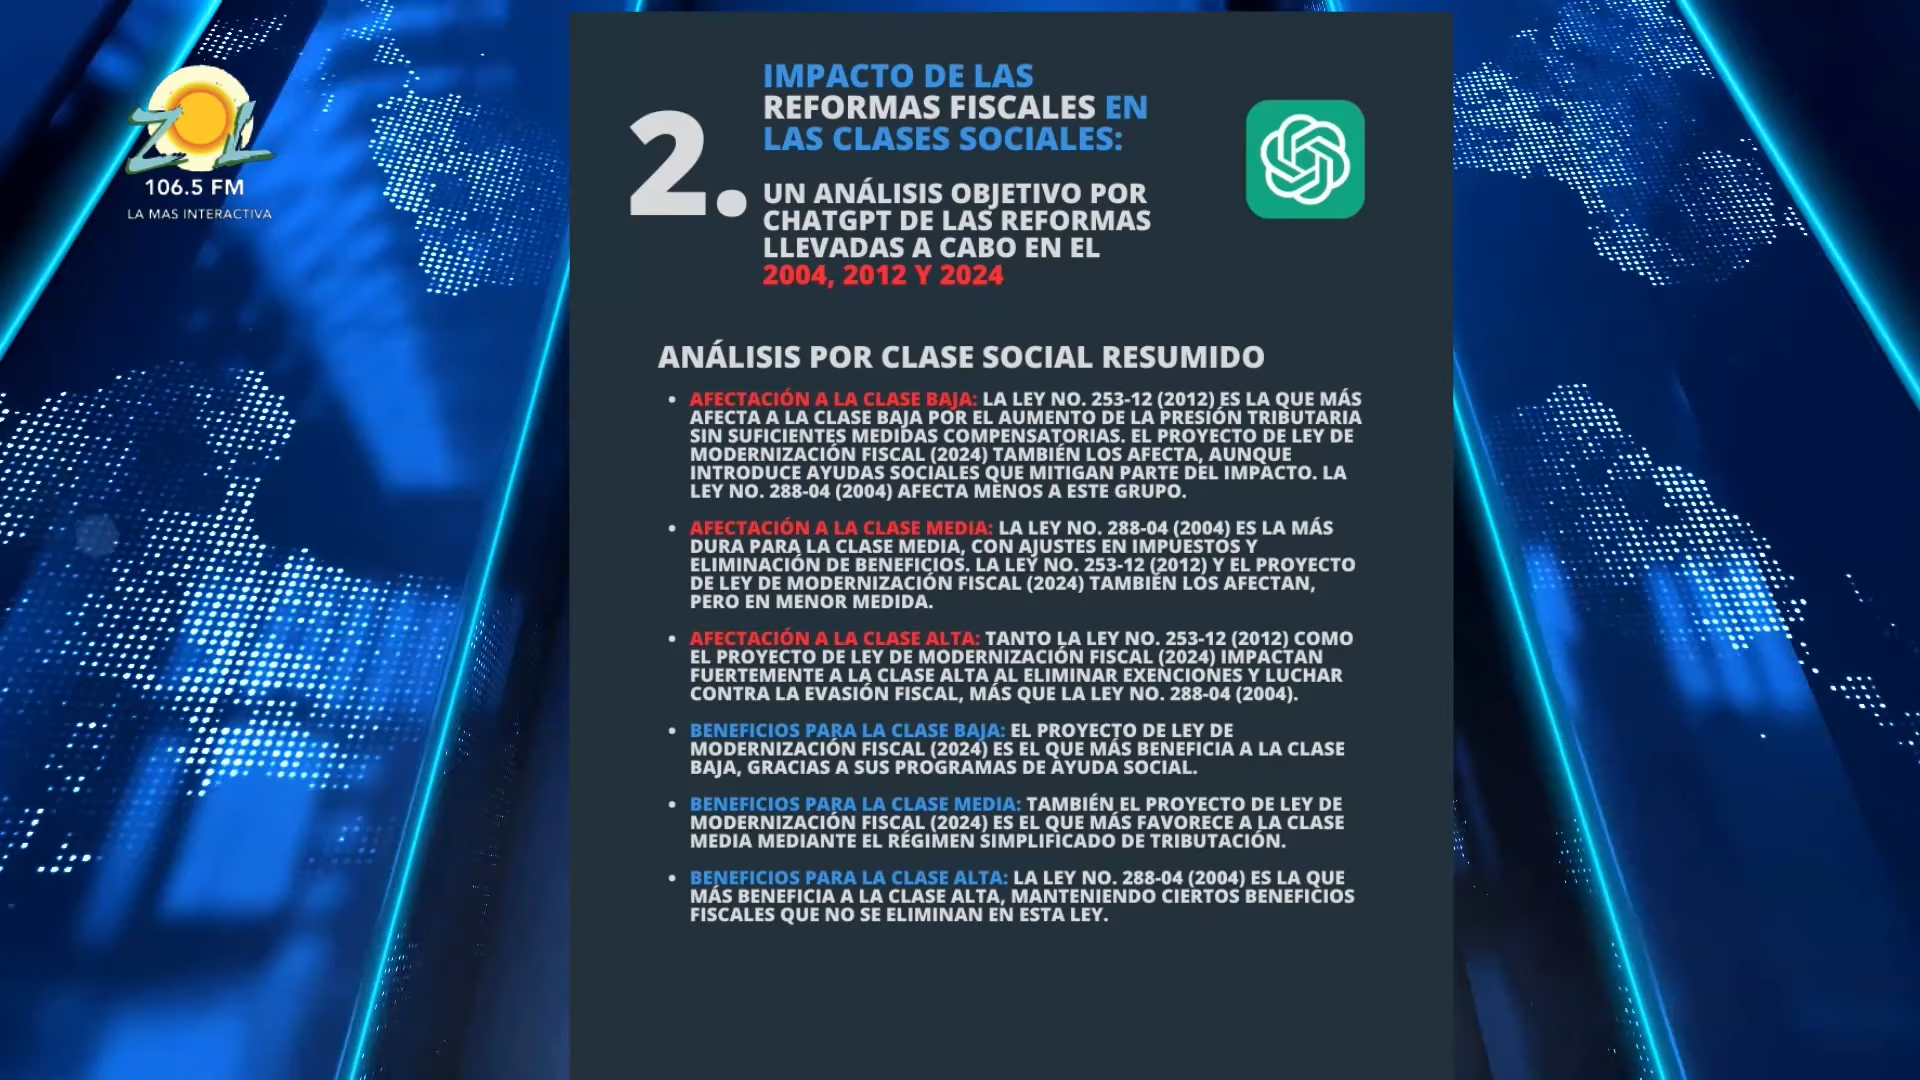 ZOL
106.5 FM
LA MAS INTERACTIVA
2.
IMPACTO DE LAS
REFORMAS FISCALES EN
LAS CLASES SOCIALES:
UN ANÁLISIS OBJETIVO POR
CHATGPT DE LAS REFORMAS
LLEVADAS A CABO EN EL
2004, 2012 Y 2024
ANÁLISIS POR CLASE SOCIAL RESUMIDO
• AFECTACIÓN A LA CLASE BAJA: LA LEY NO. 253-12 (2012) ES LA QUE MÁS
AFECTA A LA CLASE BAJA POR EL AUMENTO DE LA PRESIÓN TRIBUTARIA
SIN SUFICIENTES MEDIDAS COMPENSATORIAS. EL PROYECTO DE LEY DE
MODERNIZACIÓN FISCAL (2024) TAMBIÉN LOS AFECTA, AUNQUE
INTRODUCE AYUDAS SOCIALES QUE MITIGAN PARTE DEL IMPACTO. LA
LEY NO. 288-04 (2004) AFECTA MENOS A ESTE GRUPO.
• AFECTACIÓN A LA CLASE MEDIA: LA LEY NO. 288-04 (2004) ES LA MÁS
DURA PARA LA CLASE MEDIA, CON AJUSTES EN IMPUESTOS Y
ELIMINACIÓN DE BENEFICIOS. LA LEY NO. 253-12 (2012) Y EL PROYECTO
DE LEY DE MODERNIZACIÓN FISCAL (2024) TAMBIÉN LOS AFECTAN,
PERO EN MENOR MEDIDA.
• AFECTACIÓN A LA CLASE ALTA: TANTO LA LEY NO. 253-12 (2012) COMO
EL PROYECTO DE LEY DE MODERNIZACIÓN FISCAL (2024) IMPACTAN
FUERTEMENTE A LA CLASE ALTA AL ELIMINAR EXENCIONES Y LUCHAR
CONTRA LA EVASIÓN FISCAL, MÁS QUE LA LEY NO. 288-04 (2004).
• BENEFICIOS PARA LA CLASE BAJA: EL PROYECTO DE LEY DE
MODERNIZACIÓN FISCAL (2024) ES EL QUE MÁS BENEFICIA A LA CLASE
BAJA, GRACIAS A SUS PROGRAMAS DE AYUDA SOCIAL.
• BENEFICIOS PARA LA CLASE MEDIA: TAMBIÉN EL PROYECTO DE LEY DE
MODERNIZACIÓN FISCAL (2024) ES EL QUE MÁS FAVORECE A LA CLASE
MEDIA MEDIANTE EL RÉGIMEN SIMPLIFICADO DE TRIBUTACIÓN.
• BENEFICIOS PARA LA CLASE ALTA: LA LEY NO. 288-04 (2004) ES LA QUE
MÁS BENEFICIA A LA CLASE ALTA, MANTENIENDO CIERTOS BENEFICIOS
FISCALES QUE NO SE ELIMINAN EN ESTA LEY.